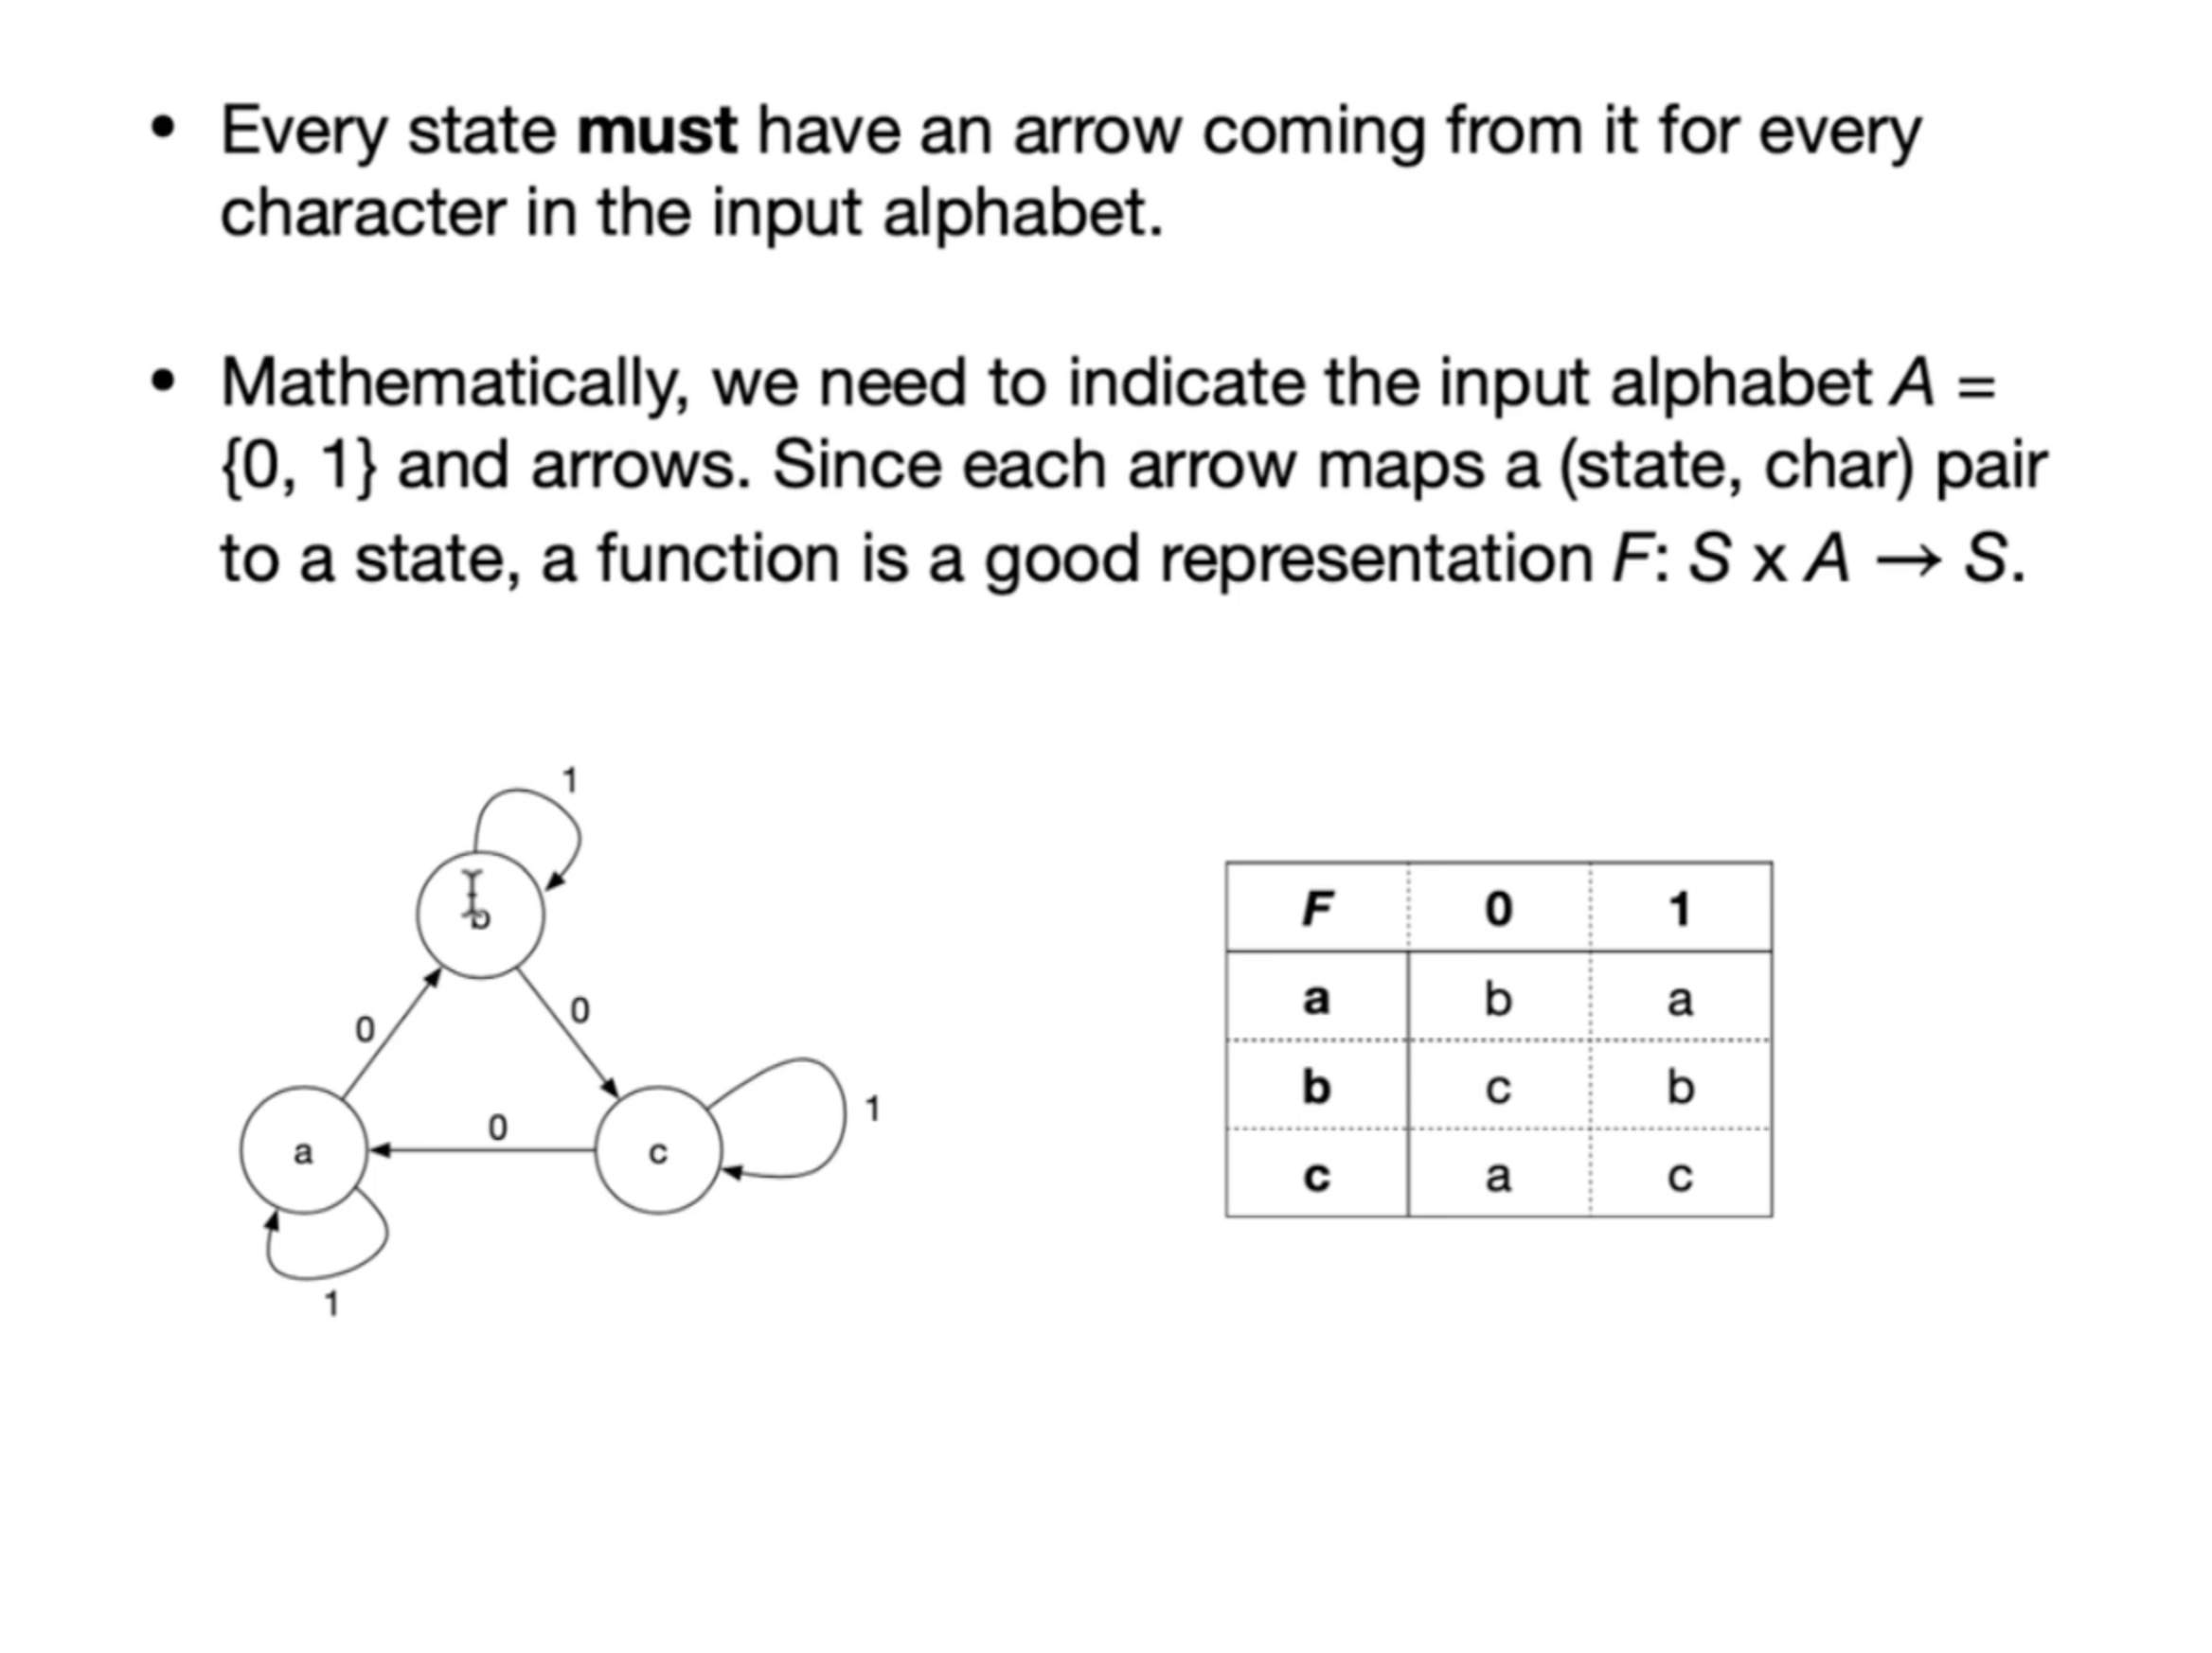 • Every state must have an arrow coming from it for every
character in the input alphabet.
• Mathematically, we need to indicate the input alphabet A =
{0, 1} and arrows. Since each arrow maps a (state, char) pair
to a state, a function is a good representation F: S x A → S.
1
b
0
0
a
0
c
1
1
F 0 1
a b a
b c b
c a c